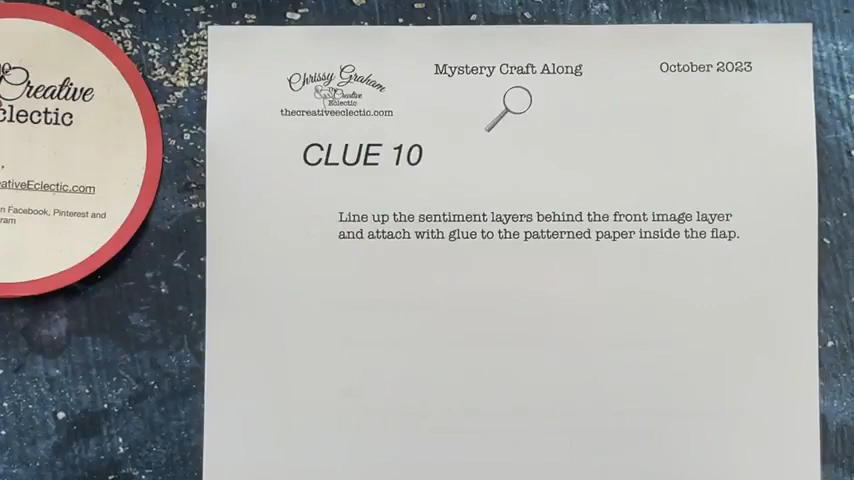 Creative
clectic
ativeEclectic.com
n Facebook, Pinterest and
ram
Chrissy Graham
The Creative
Eclectic
thecreativeeclectic.com
Mystery Craft Along
October 2023
CLUE 10
Line up the sentiment layers behind the front image layer
and attach with glue to the patterned paper inside the flap.